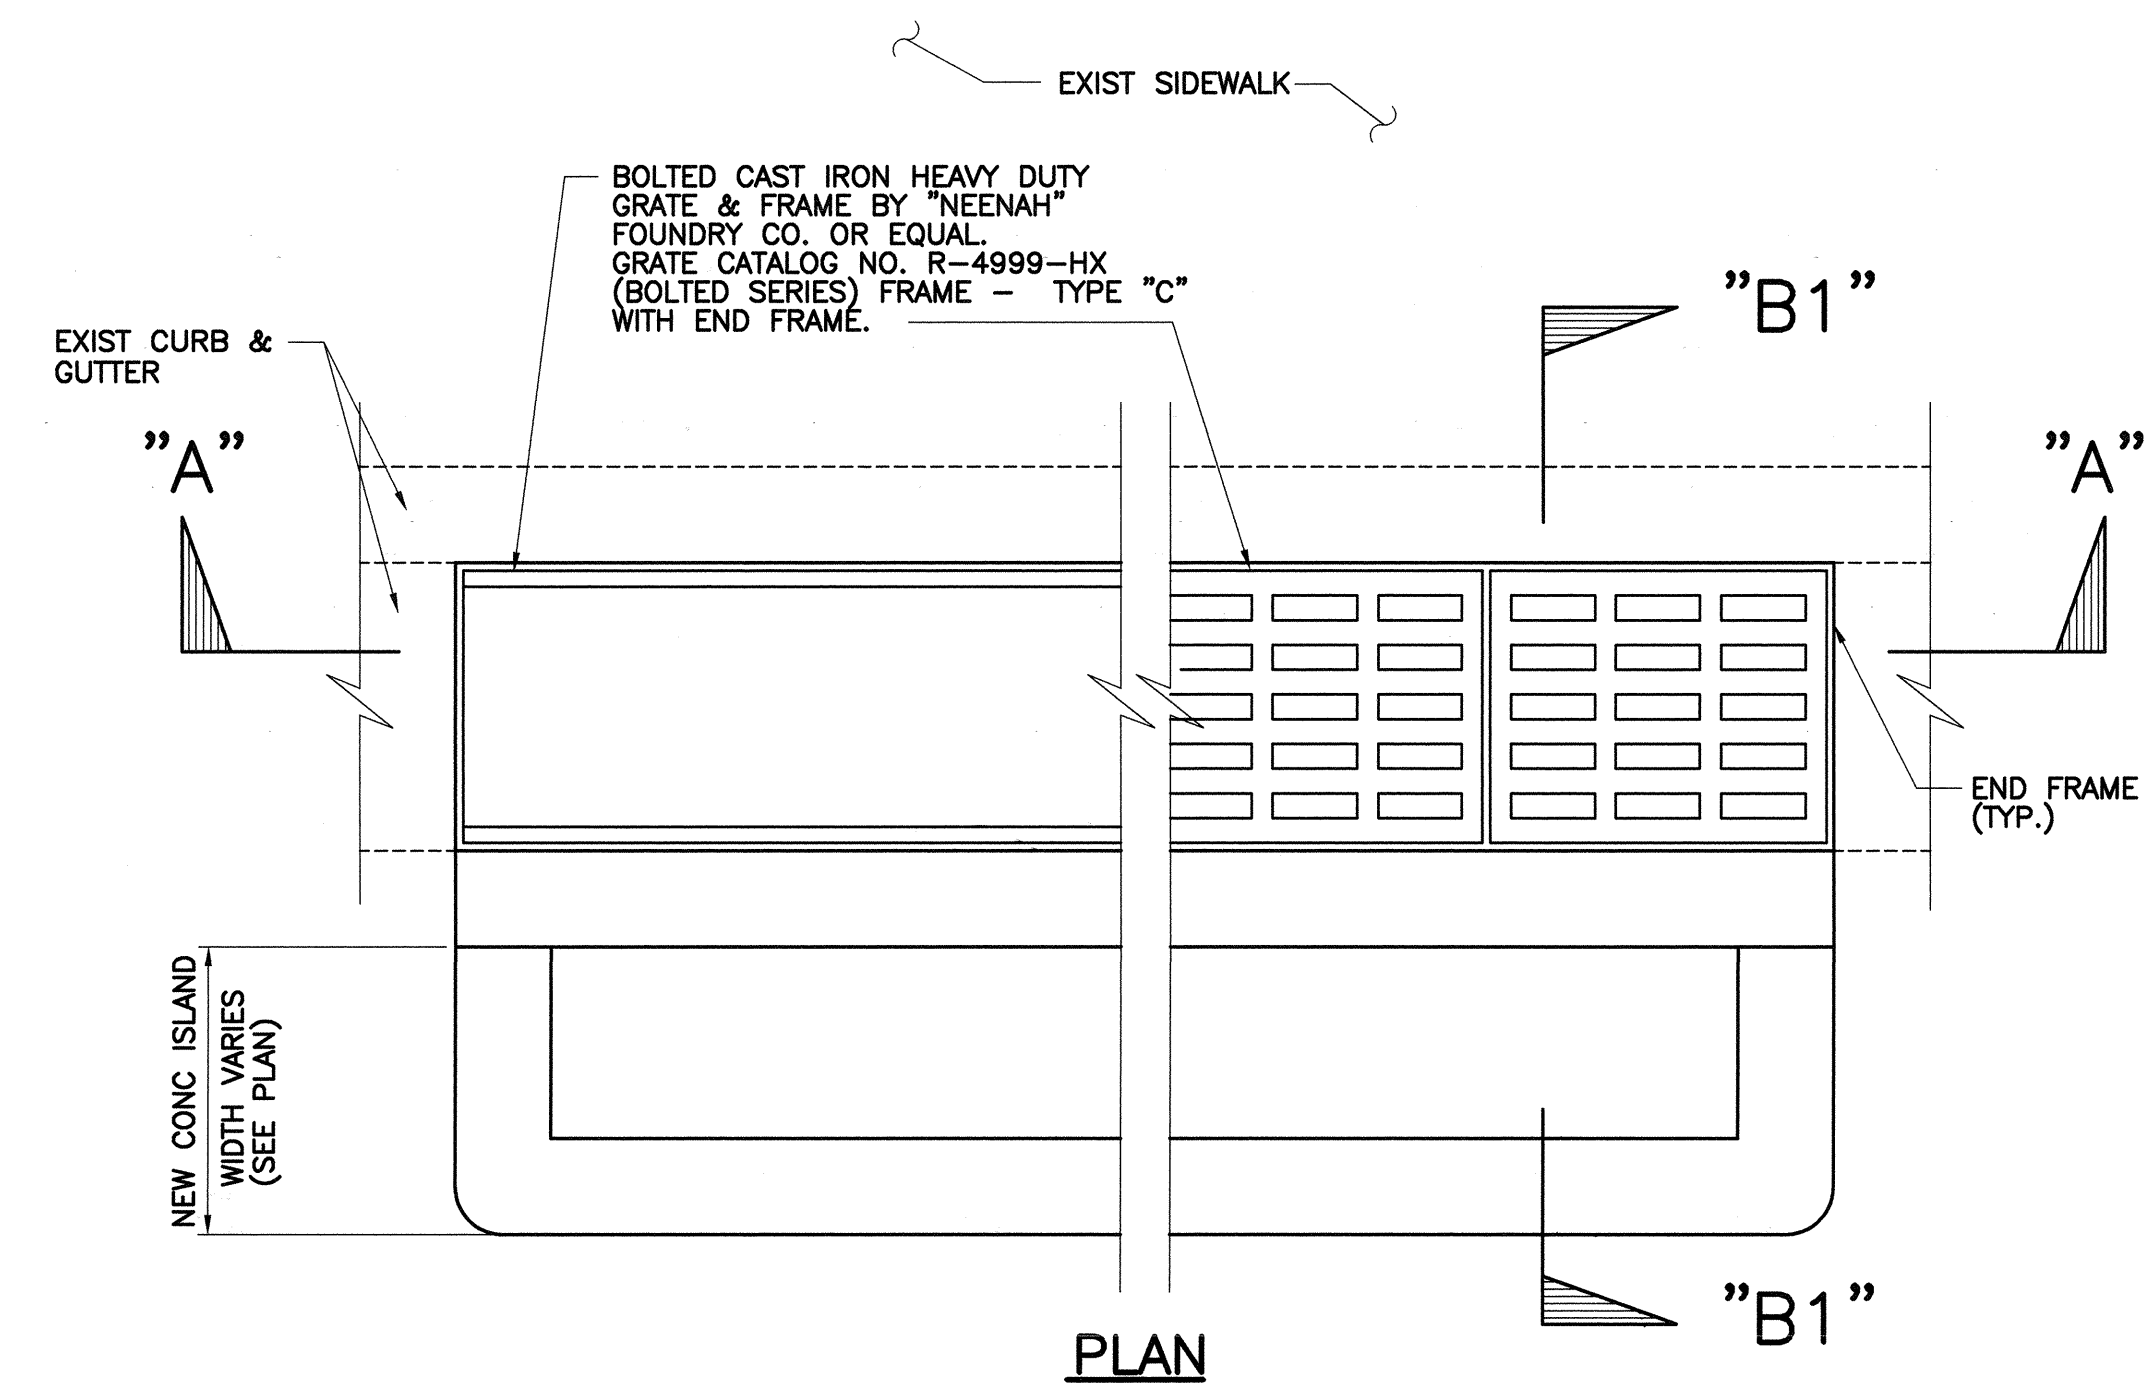 EXIST SIDEWALK
BOLTED CAST IRON HEAVY DUTY
GRATE & FRAME BY "NEENAH"
FOUNDRY CO. OR EQUAL.
GRATE CATALOG NO. R-4999-HX
(BOLTED SERIES) FRAME - TYPE "C"
WITH END FRAME.
"B1"
EXIST CURB &
GUTTER
"A"
"A"
END FRAME
(TYP.)
NEW CONC ISLAND
WIDTH VARIES
(SEE PLAN)
"B1"
PLAN